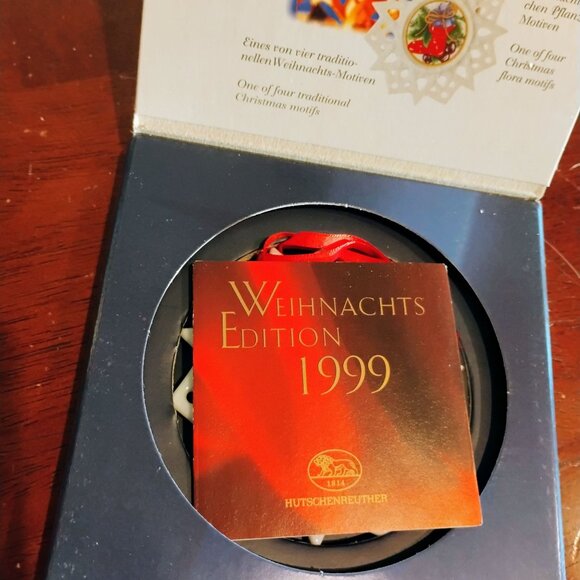 chen Pflan
Motiven
Eines von vier traditio-
nellen Weihnachts-Motiven
One of four traditional
Christmas motifs
One of four
Christmas
flora motifs
WEIHNACHTS
EDITION
1999
1814
HUTSCHENREUTHER